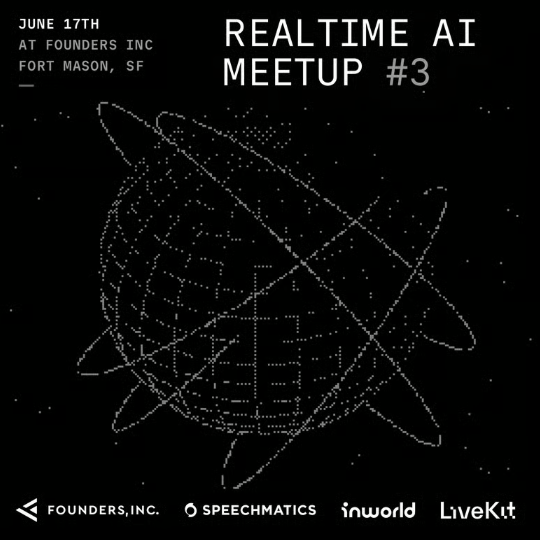 JUNE 17TH
AT FOUNDERS INC
FORT MASON, SF
REALTIME AI
MEETUP #3
FOUNDERS, INC.
SPEECHMATICS
inworld
LiveKit